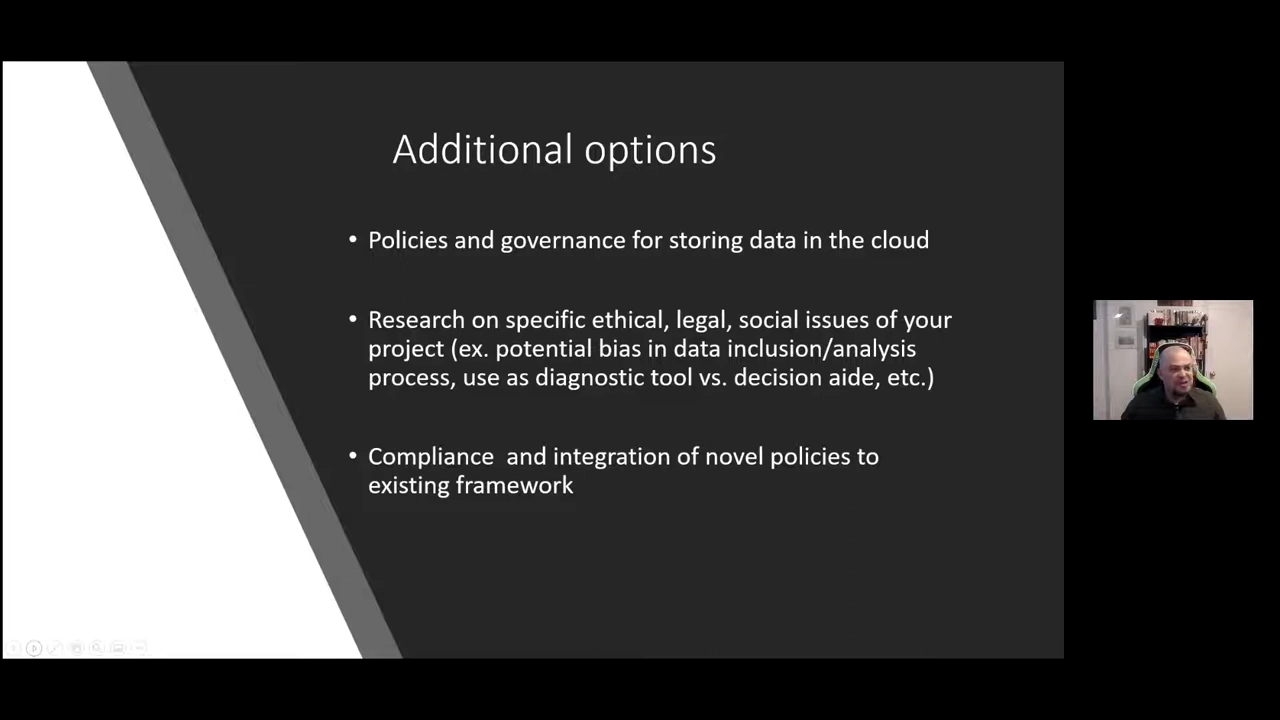 Additional options
• Policies and governance for storing data in the cloud
• Research on specific ethical, legal, social issues of your
project (ex. potential bias in data inclusion/analysis
process, use as diagnostic tool vs. decision aide, etc.)
• Compliance  and integration of novel policies to
existing framework